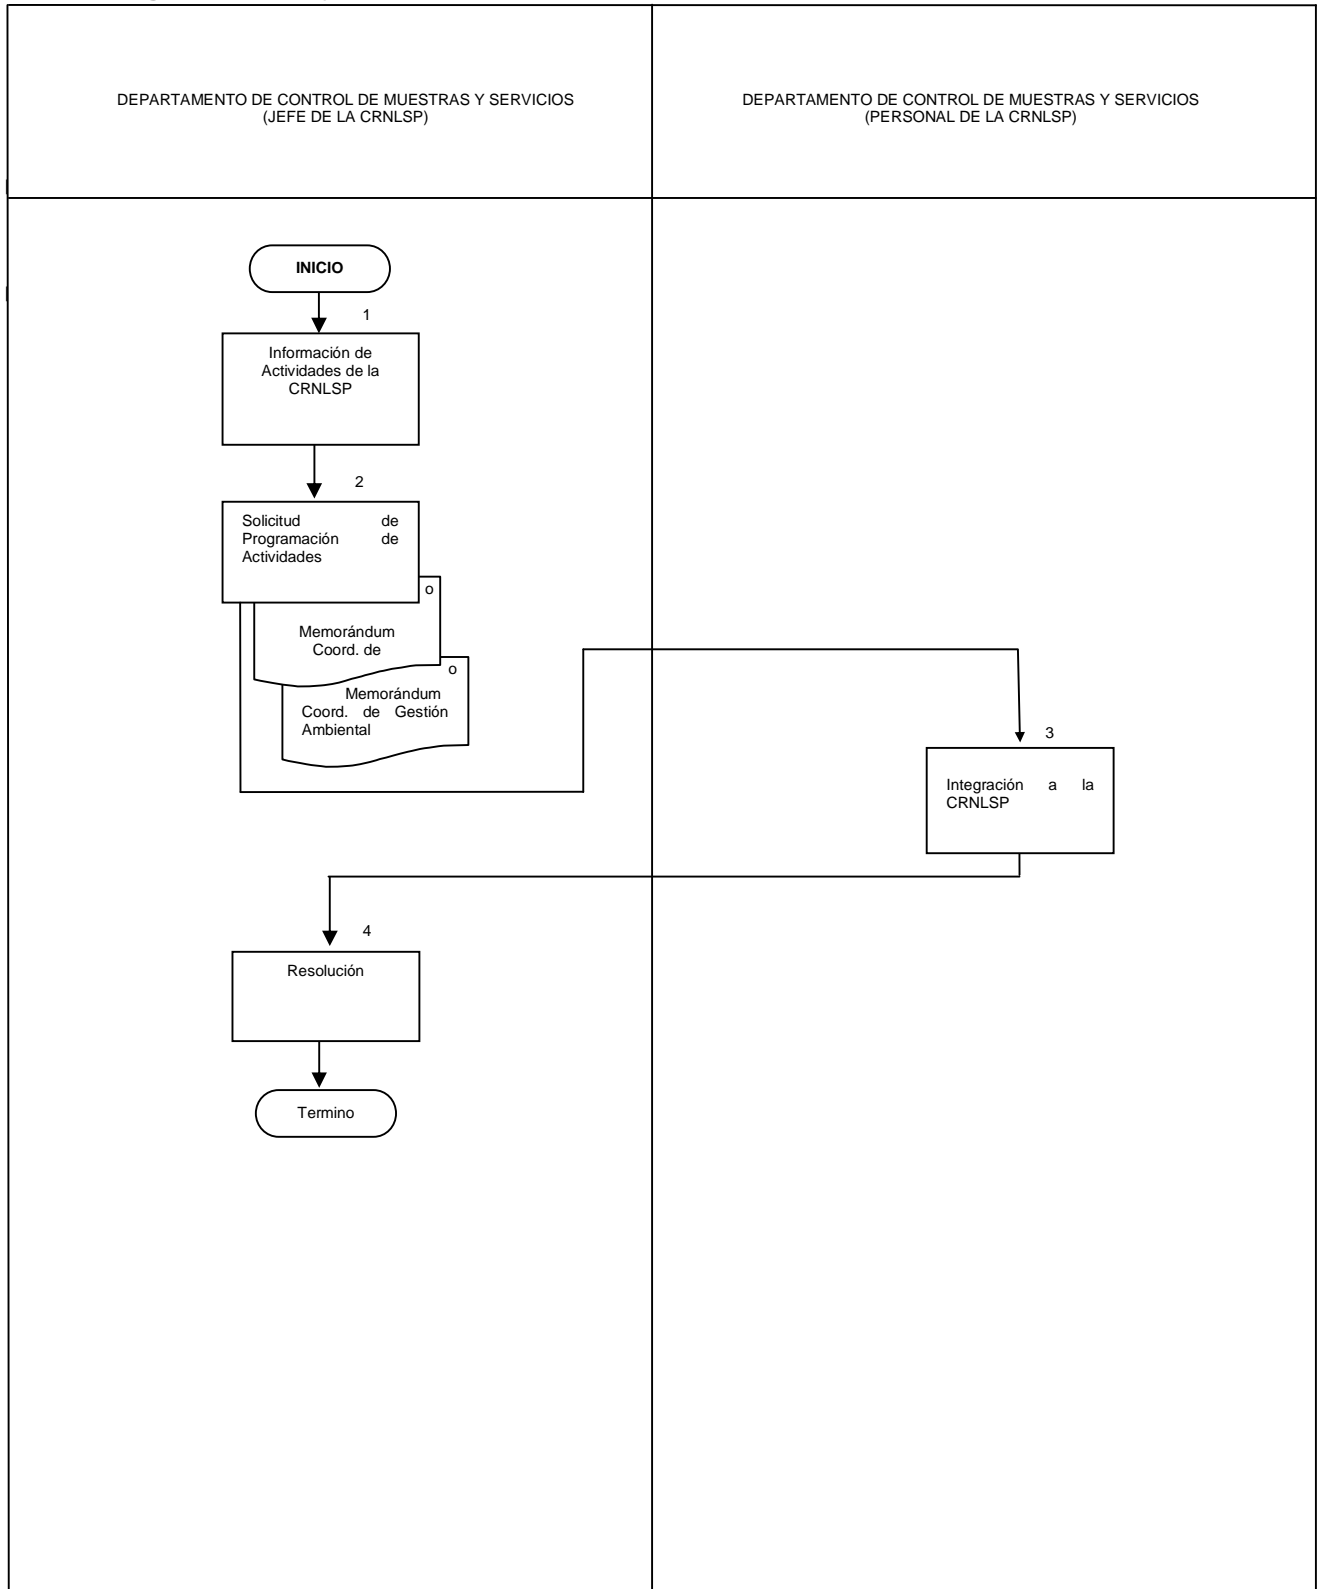 DEPARTAMENTO DE CONTROL DE MUESTRAS Y SERVICIOS
(JEFE DE LA CRNLSP)
DEPARTAMENTO DE CONTROL DE MUESTRAS Y SERVICIOS
(PERSONAL DE LA CRNLSP)
INICIO
1
Información de
Actividades de la
CRNLSP
2
Solicitud de
Programación de
Actividades
o
Memorándum
Coord. de
o
Memorándum
Coord. de Gestión
Ambiental
3
Integración a la
CRNLSP
4
Resolución
Termino